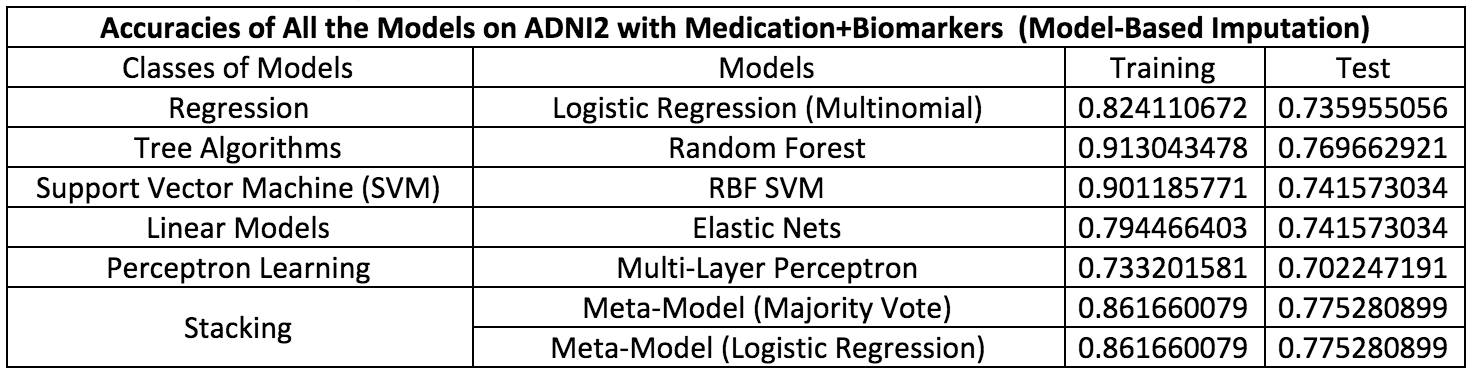 Accuracies of All the Models on ADNI2 with Medication+Biomarkers (Model-Based Imputation)
Classes of Models Models Training Test
Regression Logistic Regression (Multinomial) 0.824110672 0.735955056
Tree Algorithms Random Forest 0.913043478 0.769662921
Support Vector Machine (SVM) RBF SVM 0.901185771 0.741573034
Linear Models Elastic Nets 0.794466403 0.741573034
Perceptron Learning Multi-Layer Perceptron 0.733201581 0.702247191
Stacking
Meta-Model (Majority Vote) 0.861660079 0.775280899
Meta-Model (Logistic Regression) 0.861660079 0.775280899